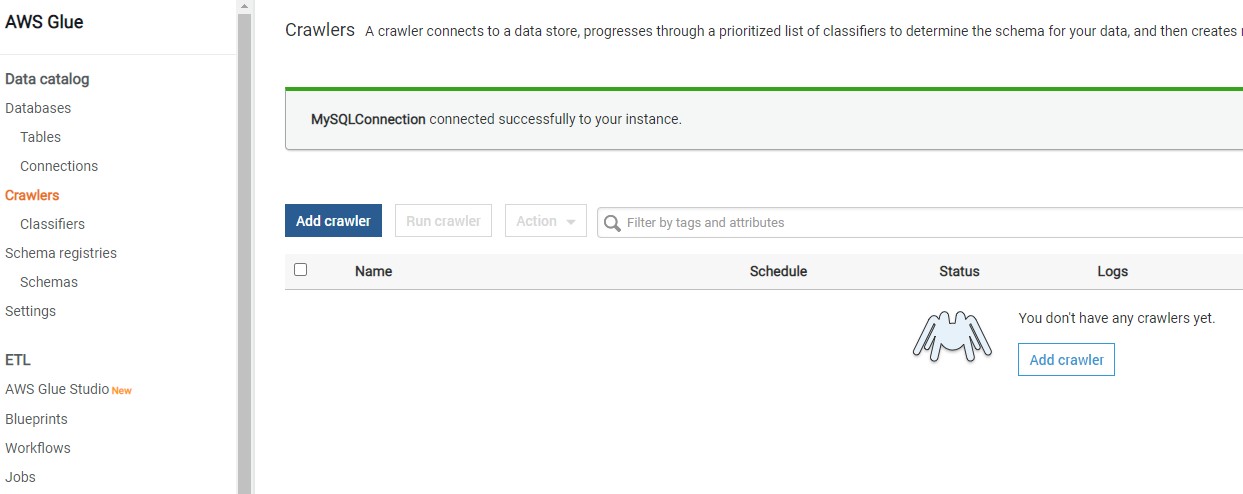 AWS Glue
Data catalog
Databases
Tables
Connections
Crawlers
Classifiers
Schema registries
Schemas
Settings
ETL
AWS Glue Studio New
Blueprints
Workflows
Jobs
Crawlers A crawler connects to a data store, progresses through a prioritized list of classifiers to determine the schema for your data, and then creates
MySQLConnection connected successfully to your instance.
Add crawler Run crawler Action Filter by tags and attributes
Name Schedule Status Logs
You don't have any crawlers yet.
Add crawler